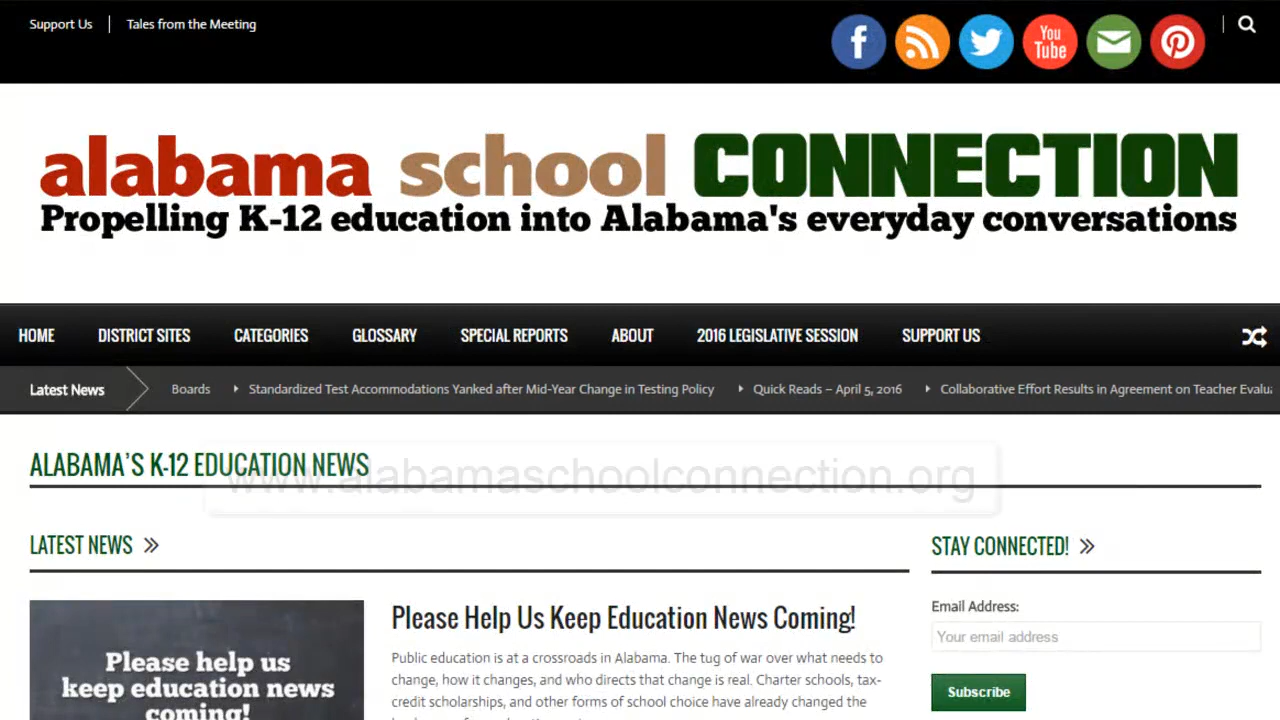 Support Us
Tales from the Meeting
You
Tube
alabama school CONNECTION
Propelling K-12 education into Alabama's everyday conversations
HOME
DISTRICT SITES
CATEGORIES
GLOSSARY
SPECIAL REPORTS
ABOUT
2016 LEGISLATIVE SESSION
SUPPORT US
Latest News
Boards
Standardized Test Accommodations Yanked after Mid-Year Change in Testing Policy
Quick Reads – April 5, 2016
Collaborative Effort Results in Agreement on Teacher
ALABAMA'S K-12 EDUCATION NEWS
www.alabamaschoolconnection.org
LATEST NEWS
STAY CONNECTED!
Please help us
keep education news
coming!
Please Help Us Keep Education News Coming!
Public education is at a crossroads in Alabama. The tug of war over what needs to
change, how it changes, and who directs that change is real. Charter schools, tax-
credit scholarships, and other forms of school choice have already changed the
Email Address:
Your email address
Subscribe